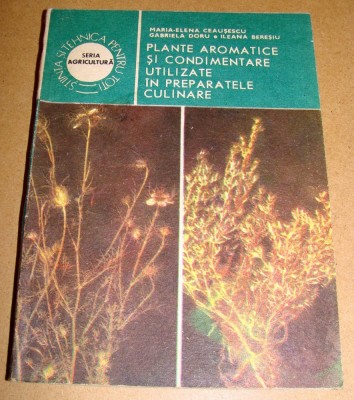 MARIA-ELENA CEAUȘESCU
GABRIELA DORU • ILEANA BERESIU
PLANTE AROMATICE
ȘI CONDIMENTARE
UTILIZATE
ÎN PREPARATELE
CULINARE
ȘTIINȚA ȘI TEHNICA PENTRU TOȚI
SERIA
AGRICULTURĂ